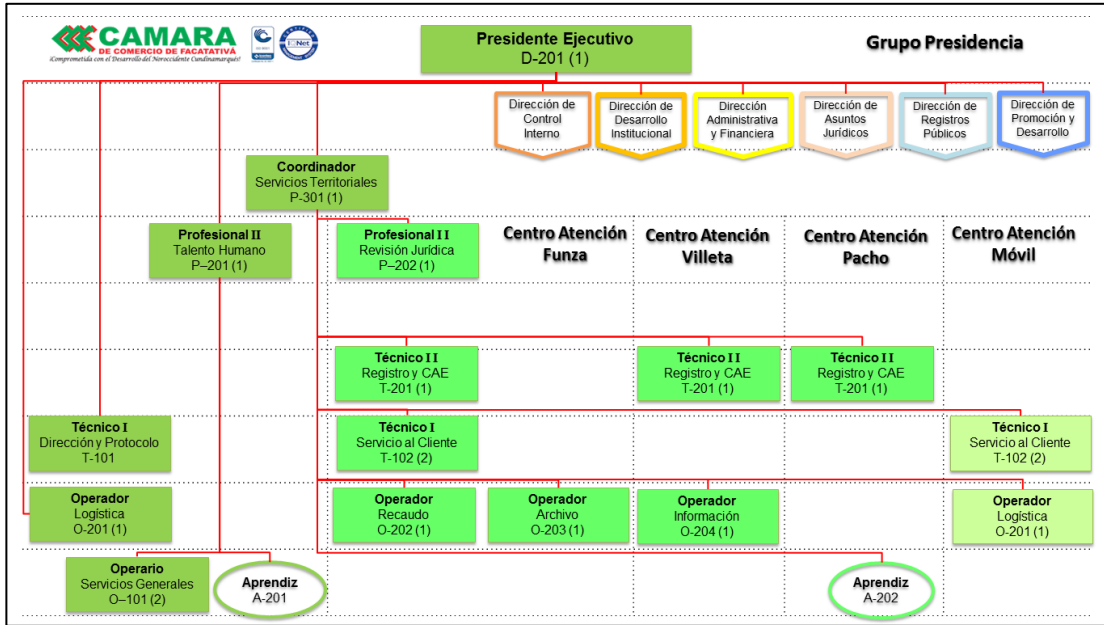 CAMARA
DE COMERCIO DE FACATATIVÁ
¡Comprometida con el Desarrollo del Noroccidente Cundinamarqués!
Presidente Ejecutivo
D-201 (1)
Grupo Presidencia
Dirección de
Control
Interno
Dirección de
Desarrollo
Institucional
Dirección
Administrativa
y Financiera
Dirección de
Asuntos
Jurídicos
Dirección de
Registros
Públicos
Dirección de
Promoción y
Desarrollo
Coordinador
Servicios Territoriales
P-301 (1)
Profesional II
Talento Humano
P–201 (1)
Profesional II
Revisión Jurídica
P–202 (1)
Centro Atención
Funza
Centro Atención
Villeta
Centro Atención
Pacho
Centro Atención
Móvil
Técnico II
Registro y CAE
T-201 (1)
Técnico II
Registro y CAE
T-201 (1)
Técnico II
Registro y CAE
T-201 (1)
Técnico I
Dirección y Protocolo
T-101
Técnico I
Servicio al Cliente
T-102 (2)
Técnico I
Servicio al Cliente
T-102 (2)
Operador
Logística
O-201 (1)
Operador
Recaudo
O-202 (1)
Operador
Archivo
O-203 (1)
Operador
Información
O-204 (1)
Operador
Logística
O-201 (1)
Operario
Servicios Generales
O–101 (2)
Aprendiz
A-201
Aprendiz
A-202